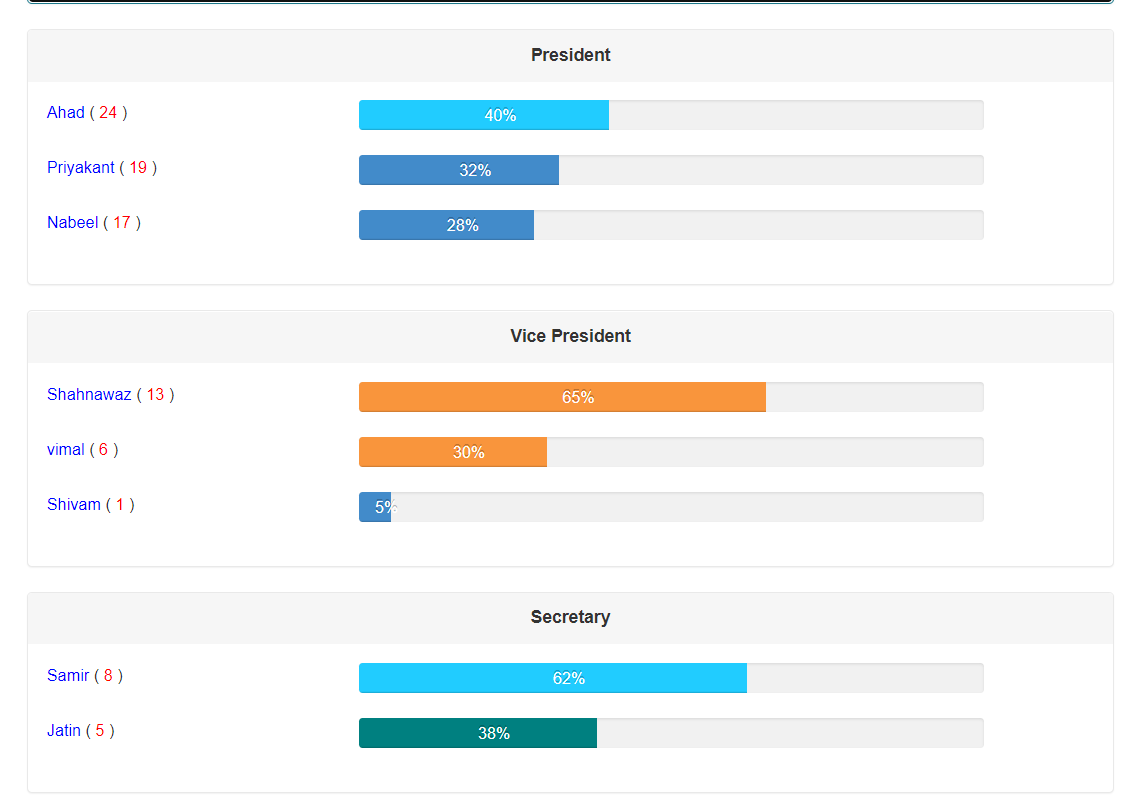 President
Ahad ( 24 ) 40%
Priyakant ( 19 ) 32%
Nabeel ( 17 ) 28%
Vice President
Shahnawaz ( 13 ) 65%
vimal ( 6 ) 30%
Shivam ( 1 ) 5%
Secretary
Samir ( 8 ) 62%
Jatin ( 5 ) 38%